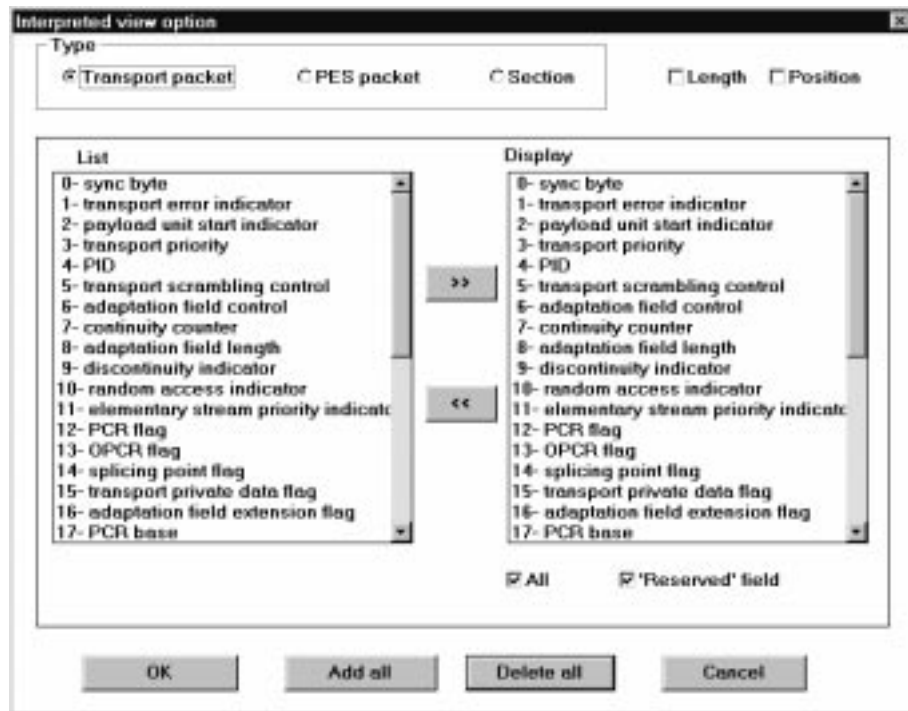 Interpreted view option
Type
Transport packet
PES packet
Section
Length
Position
List
0- sync byte
1- transport error indicator
2- payload unit start indicator
3- transport priority
4- PID
5- transport scrambling control
6- adaptation field control
7- continuity counter
8- adaptation field length
9- discontinuity indicator
10- random access indicator
11- elementary stream priority indicatc
12- PCR flag
13- OPCR flag
14- splicing point flag
15- transport private data flag
16- adaptation field extension flag
17- PCR base
>>
<<
Display
0- sync byte
1- transport error indicator
2- payload unit start indicator
3- transport priority
4- PID
5- transport scrambling control
6- adaptation field control
7- continuity counter
8- adaptation field length
9- discontinuity indicator
10- random access indicator
11- elementary stream priority indicatc
12- PCR flag
13- OPCR flag
14- splicing point flag
15- transport private data flag
16- adaptation field extension flag
17- PCR base
All
'Reserved' field
OK
Add all
Delete all
Cancel